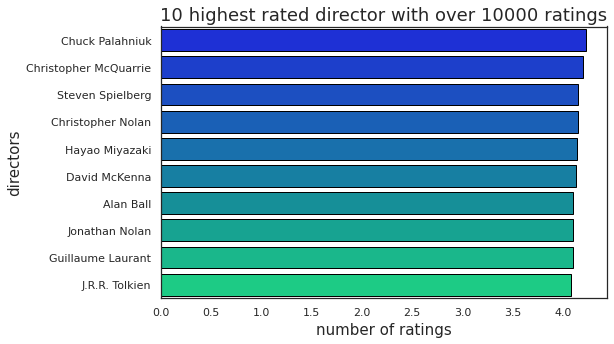 10 highest rated director with over 10000 ratings
directors
Chuck Palahniuk
Christopher McQuarrie
Steven Spielberg
Christopher Nolan
Hayao Miyazaki
David McKenna
Alan Ball
Jonathan Nolan
Guillaume Laurant
J.R.R. Tolkien
0.0 0.5 1.0 1.5 2.0 2.5 3.0 3.5 4.0
number of ratings